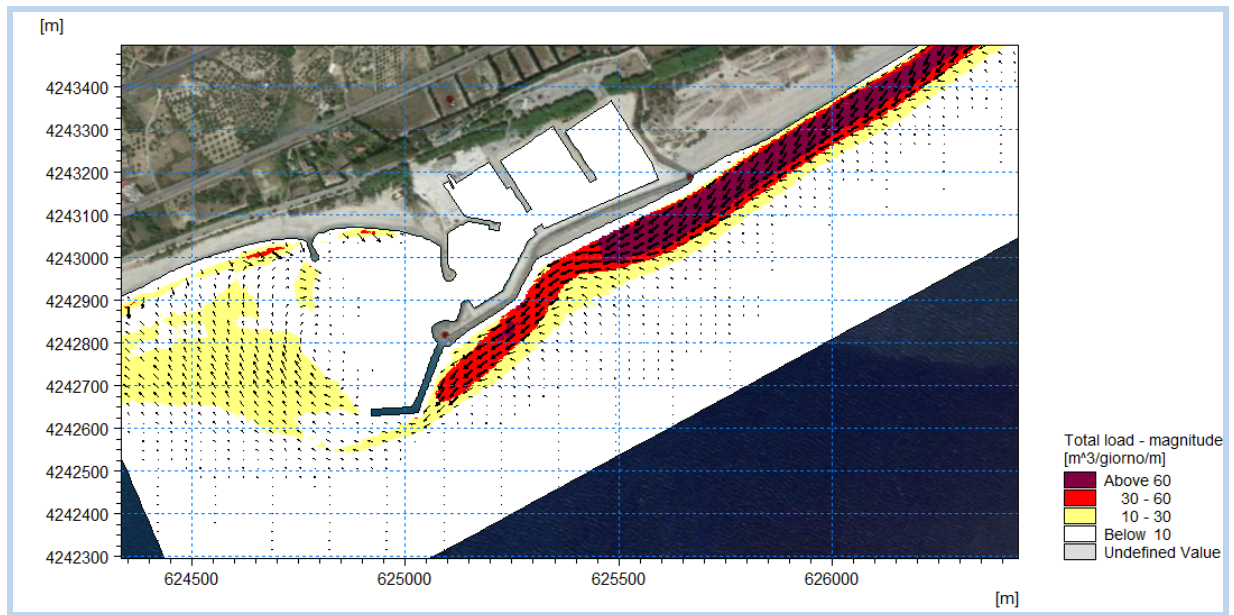 [m]
4243400
4243300
4243200
4243100
4243000
4242900
4242800
4242700
4242600
4242500
4242400
4242300
624500 625000 625500 626000
[m]
Total load - magnitude
[m^3/giorno/m]
Above 60
30 - 60
10 - 30
Below 10
Undefined Value